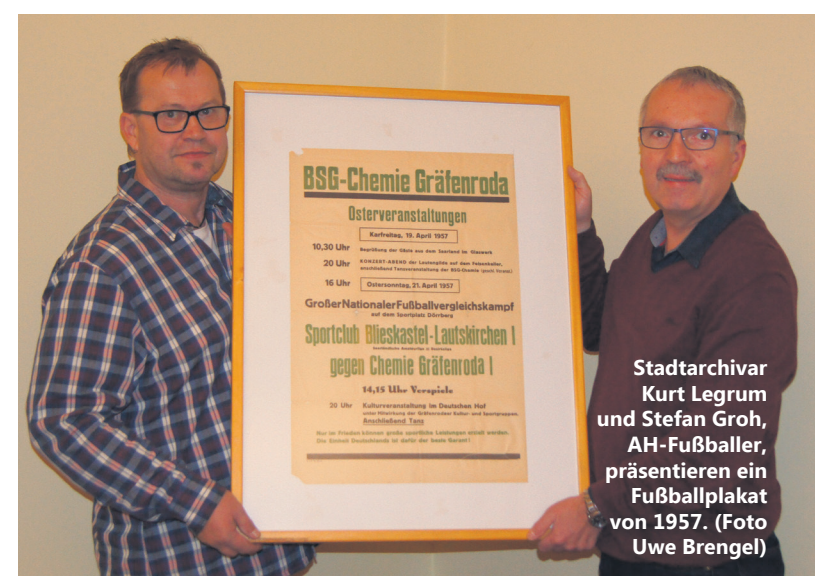 BSG-Chemie Gräfenroda
Osterveranstaltungen
Karfreitag, 19. April 1957
10,30 Uhr Begrüßung der Gäste aus dem Saarland im Glaswerk
20 Uhr KONZERT-ABEND der Lautengilde auf dem Felsenkeller,
anschließend Tanzveranstaltung der BSG-Chemie
16 Uhr Ostersonntag, 21. April 1957
Großer Nationaler Fußballvergleichskampf
auf dem Sportplatz Dörrberg
Sportclub Blieskastel-Lautskirchen I
gegen Chemie Gräfenroda I
14,15 Uhr Vorspiele
20 Uhr Kulturveranstaltung im Deutschen Hof
unter Mitwirkung der Gräfenrodaer Kultur- und Sportgruppen.
Anschließend Tanz
Nur im Frieden können große sportliche Leistungen erzielt werden.
Die Einheit Deutschlands ist dafür der beste Garant!
Stadtarchivar
Kurt Legrum
und Stefan Groh,
AH-Fußballer,
präsentieren ein
Fußballplakat
von 1957. (Foto
Uwe Brengel)